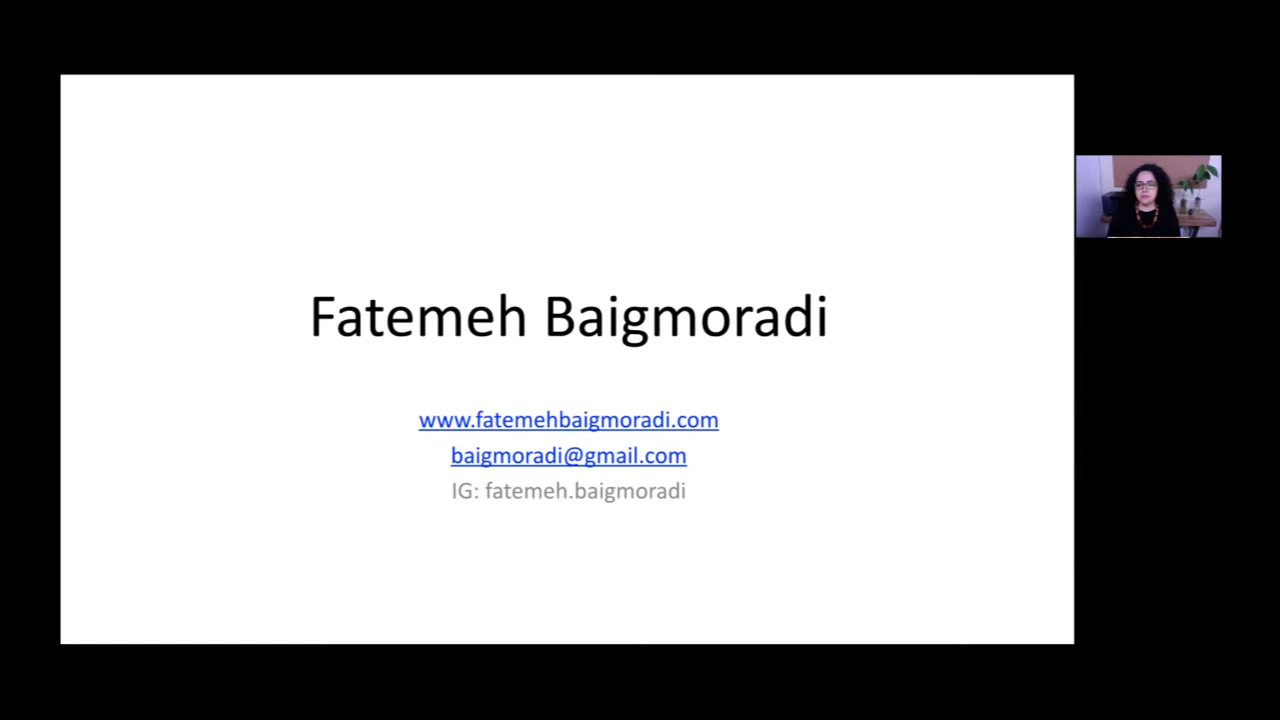 Fatemeh Baigmoradi
www.fatemehbaigmoradi.com
baigmoradi@gmail.com
IG: fatemeh.baigmoradi